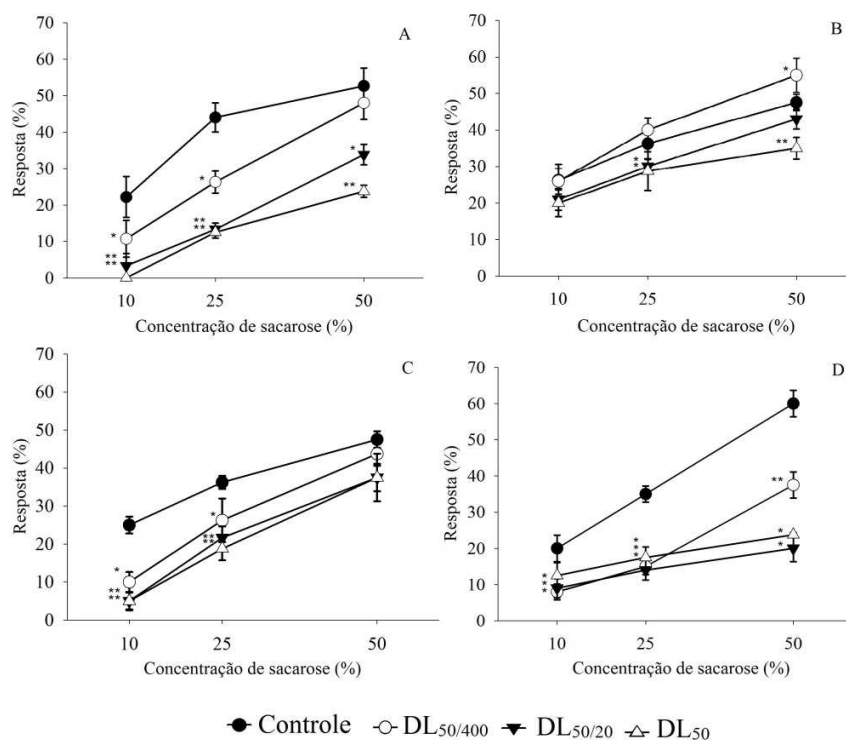 A
Resposta (%)
70
60
50
40
30
20
10
0
* * *
** ** **
** **
10 25 50
Concentração de sacarose (%)
B
Resposta (%)
70
60
50
40
30
20
10
0
*
* **
*
10 25 50
Concentração de sacarose (%)
C
Resposta (%)
70
60
50
40
30
20
10
0
* *
** **
** **
10 25 50
Concentração de sacarose (%)
D
Resposta (%)
70
60
50
40
30
20
10
0
* * **
* * *
* * *
10 25 50
Concentração de sacarose (%)
Controle DL50/400 DL50/20 DL50